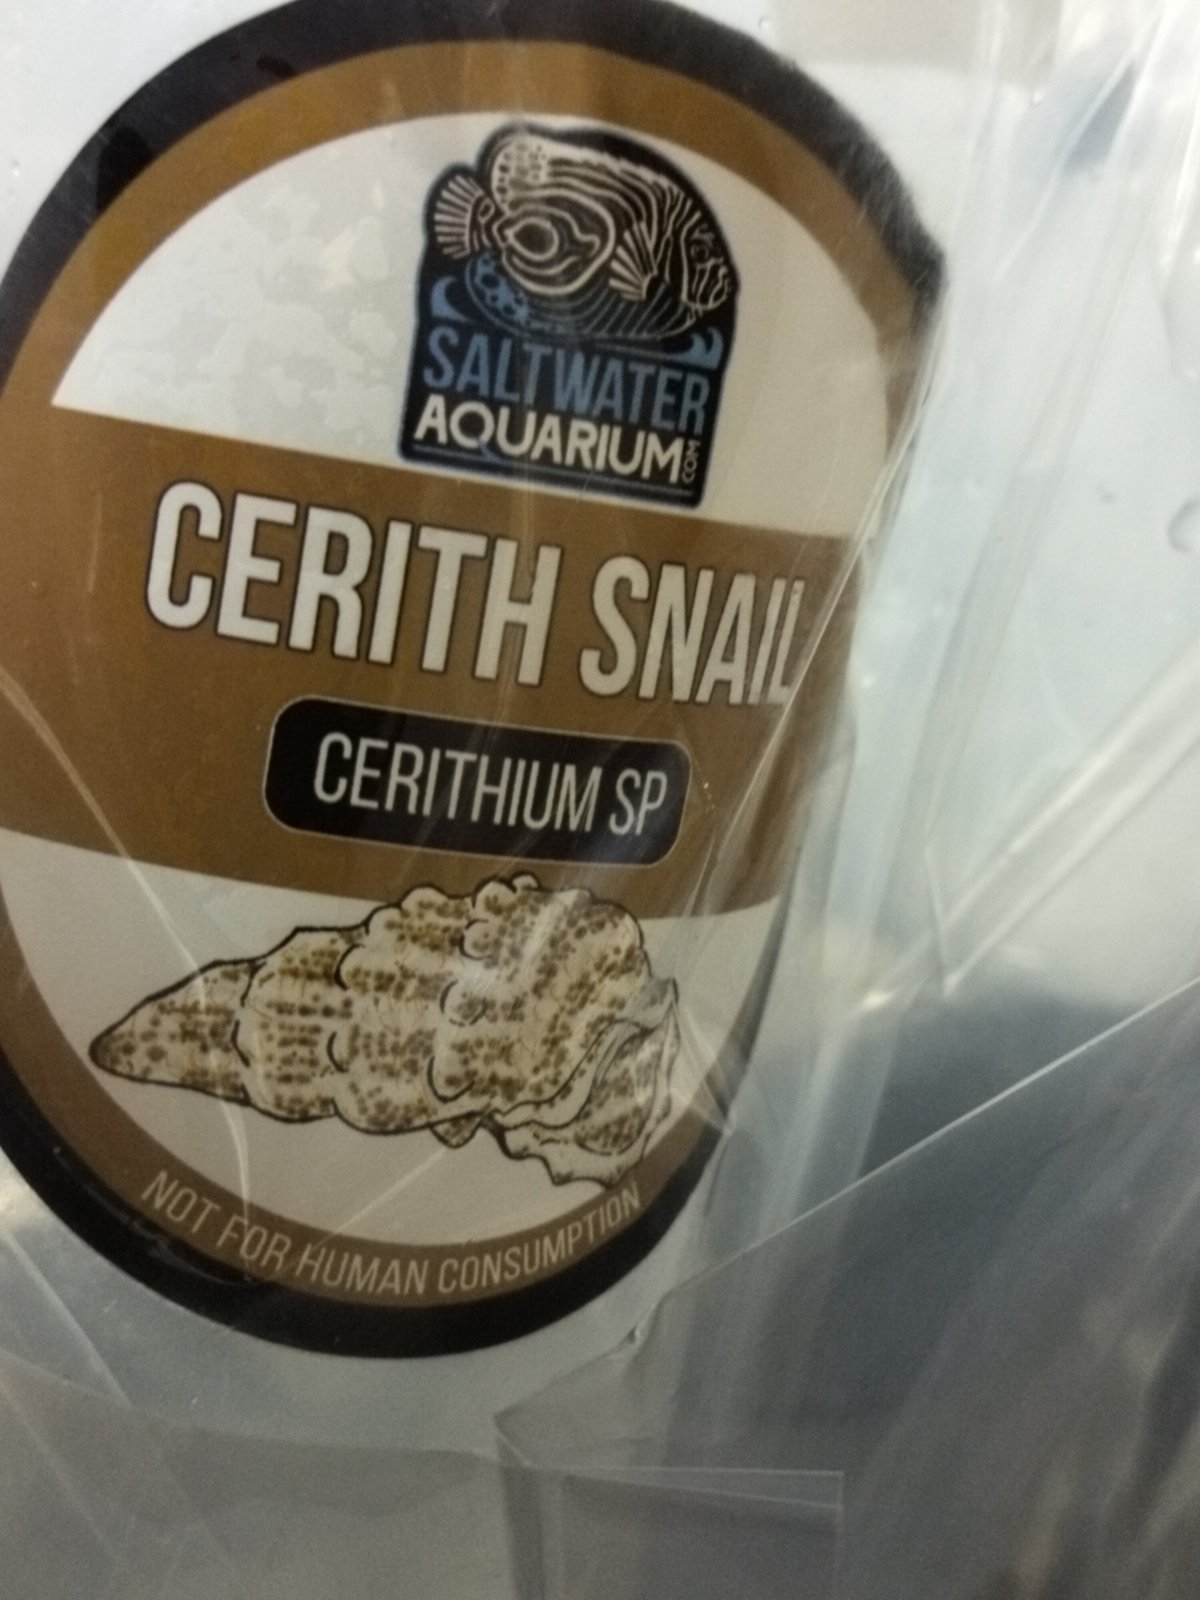 SALTWATER
AQUARIUM.COM
CERITH SNAIL
CERITHIUM SP
NOT FOR HUMAN CONSUMPTION